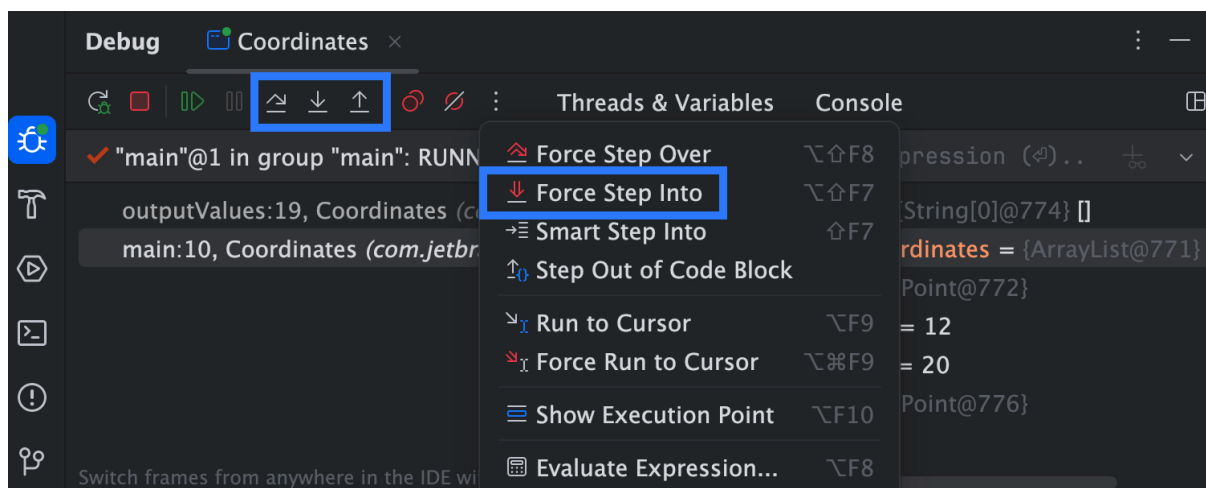 Debug Coordinates
Threads & Variables Console
"main"@1 in group "main": RUNN
outputValues:19, Coordinates
main:10, Coordinates (com.jetbr
Switch frames from anywhere in the IDE
Force Step Over ⌥⇧F8
Force Step Into ⌥⇧F7
Smart Step Into ⇧F7
Step Out of Code Block
Run to Cursor ⌥F9
Force Run to Cursor ⌥⌘F9
Show Execution Point ⌥F10
Evaluate Expression... ⌥F8
pression (⏎)..
{String[0]@774} []
rdinates = {ArrayList@771}
Point@772}
= 12
= 20
Point@776}